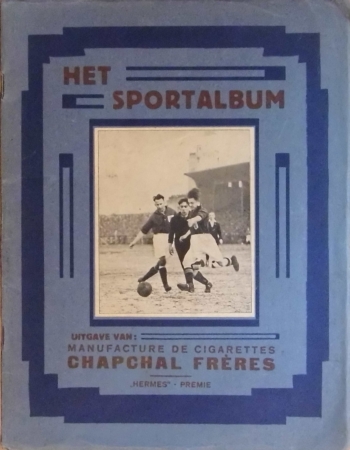 HET
SPORTALBUM
UITGAVE VAN:
MANUFACTURE DE CIGARETTES
CHAPCHAL FRÈRES
„HERMES" - PREMIE